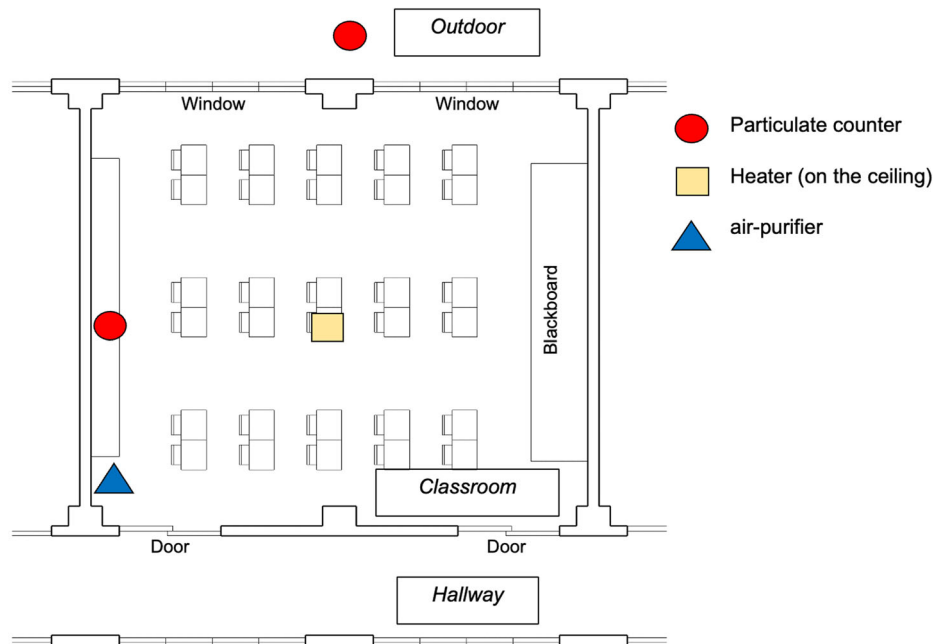 Outdoor
Window
Window
Particulate counter
Heater (on the ceiling)
air-purifier
Blackboard
Classroom
Door
Door
Hallway